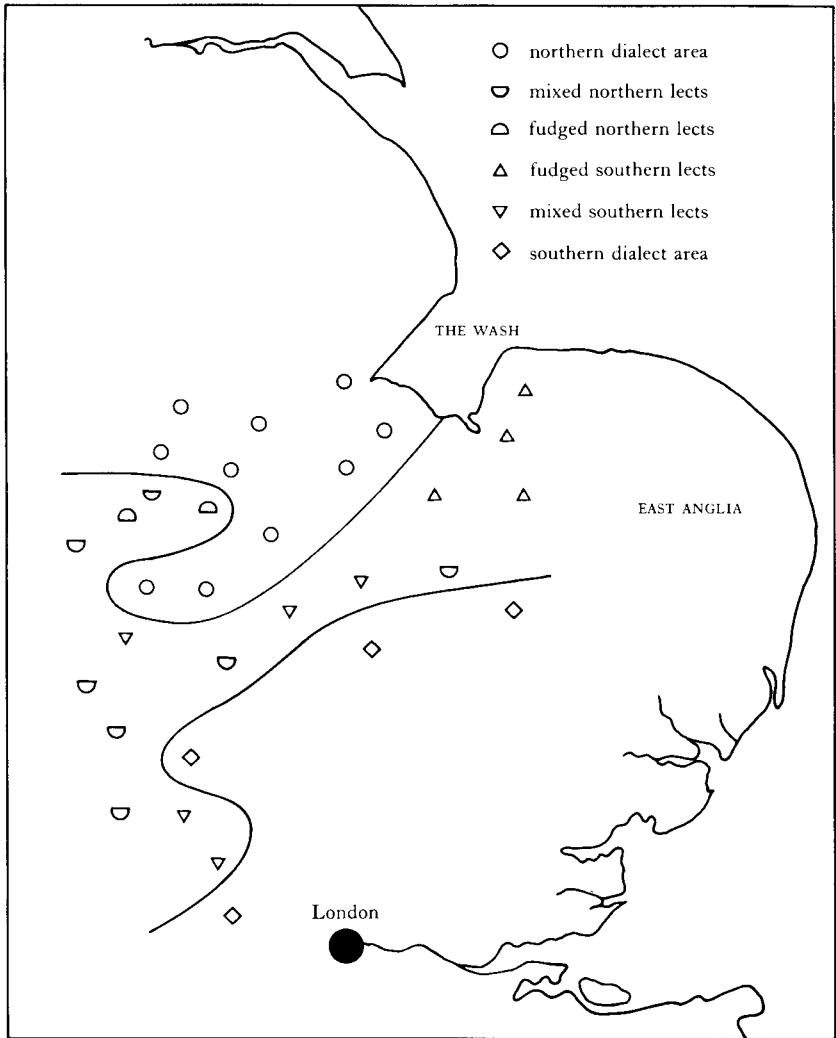 northern dialect area
mixed northern lects
fudged northern lects
fudged southern lects
mixed southern lects
southern dialect area
THE WASH
EAST ANGLIA
London